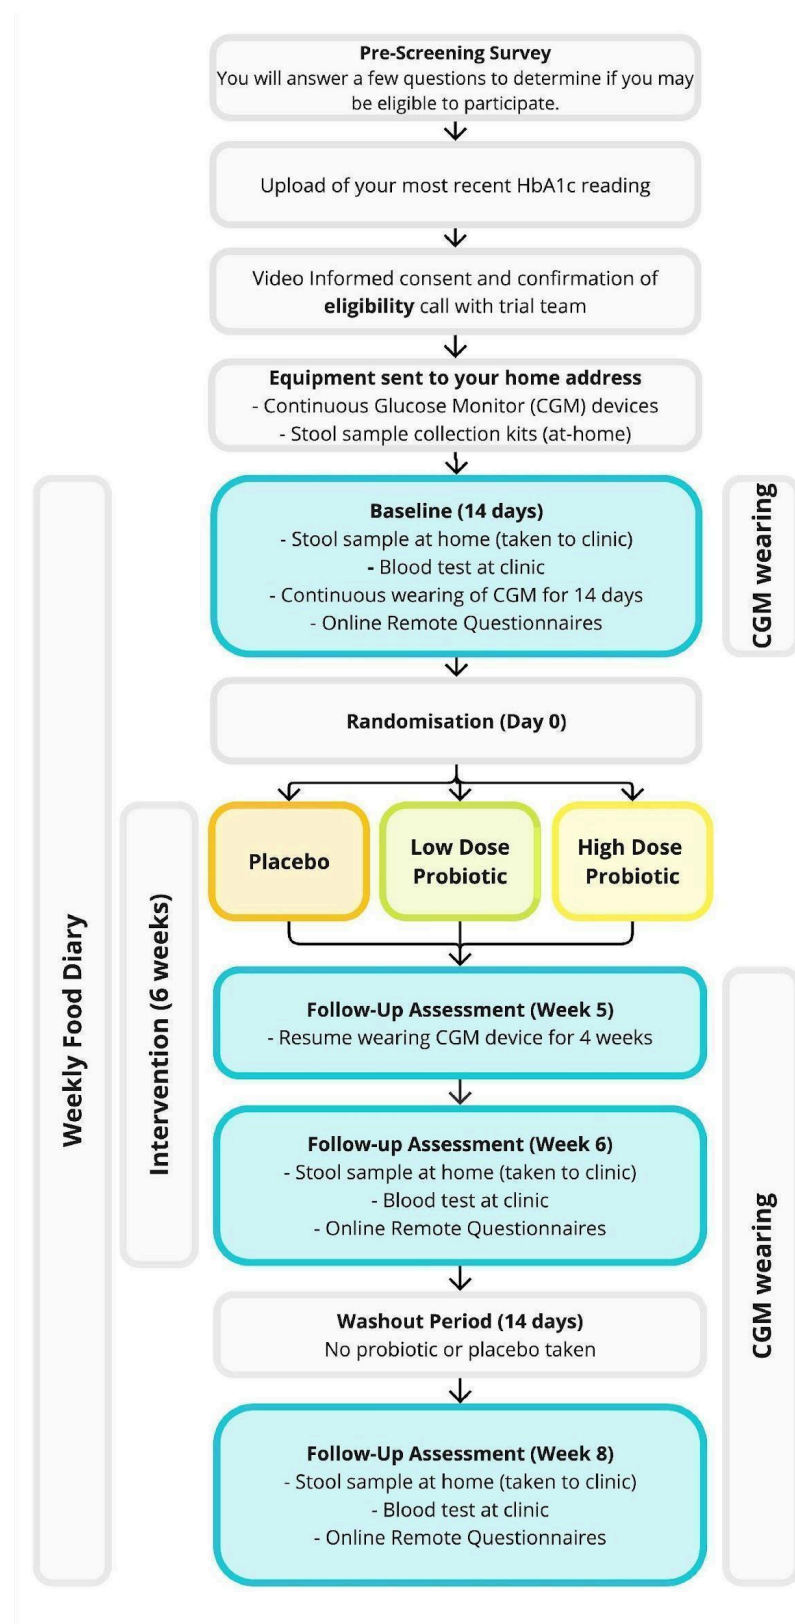 Pre-Screening Survey
You will answer a few questions to determine if you may
be eligible to participate.
Upload of your most recent HbA1c reading
Video Informed consent and confirmation of
eligibility call with trial team
Equipment sent to your home address
- Continuous Glucose Monitor (CGM) devices
- Stool sample collection kits (at-home)
Baseline (14 days)
- Stool sample at home (taken to clinic)
- Blood test at clinic
- Continuous wearing of CGM for 14 days
- Online Remote Questionnaires
CGM wearing
Randomisation (Day 0)
Placebo
Low Dose
Probiotic
High Dose
Probiotic
Weekly Food Diary
Intervention (6 weeks)
Follow-Up Assessment (Week 5)
- Resume wearing CGM device for 4 weeks
Follow-up Assessment (Week 6)
- Stool sample at home (taken to clinic)
- Blood test at clinic
- Online Remote Questionnaires
CGM wearing
Washout Period (14 days)
No probiotic or placebo taken
Follow-Up Assessment (Week 8)
- Stool sample at home (taken to clinic)
- Blood test at clinic
- Online Remote Questionnaires